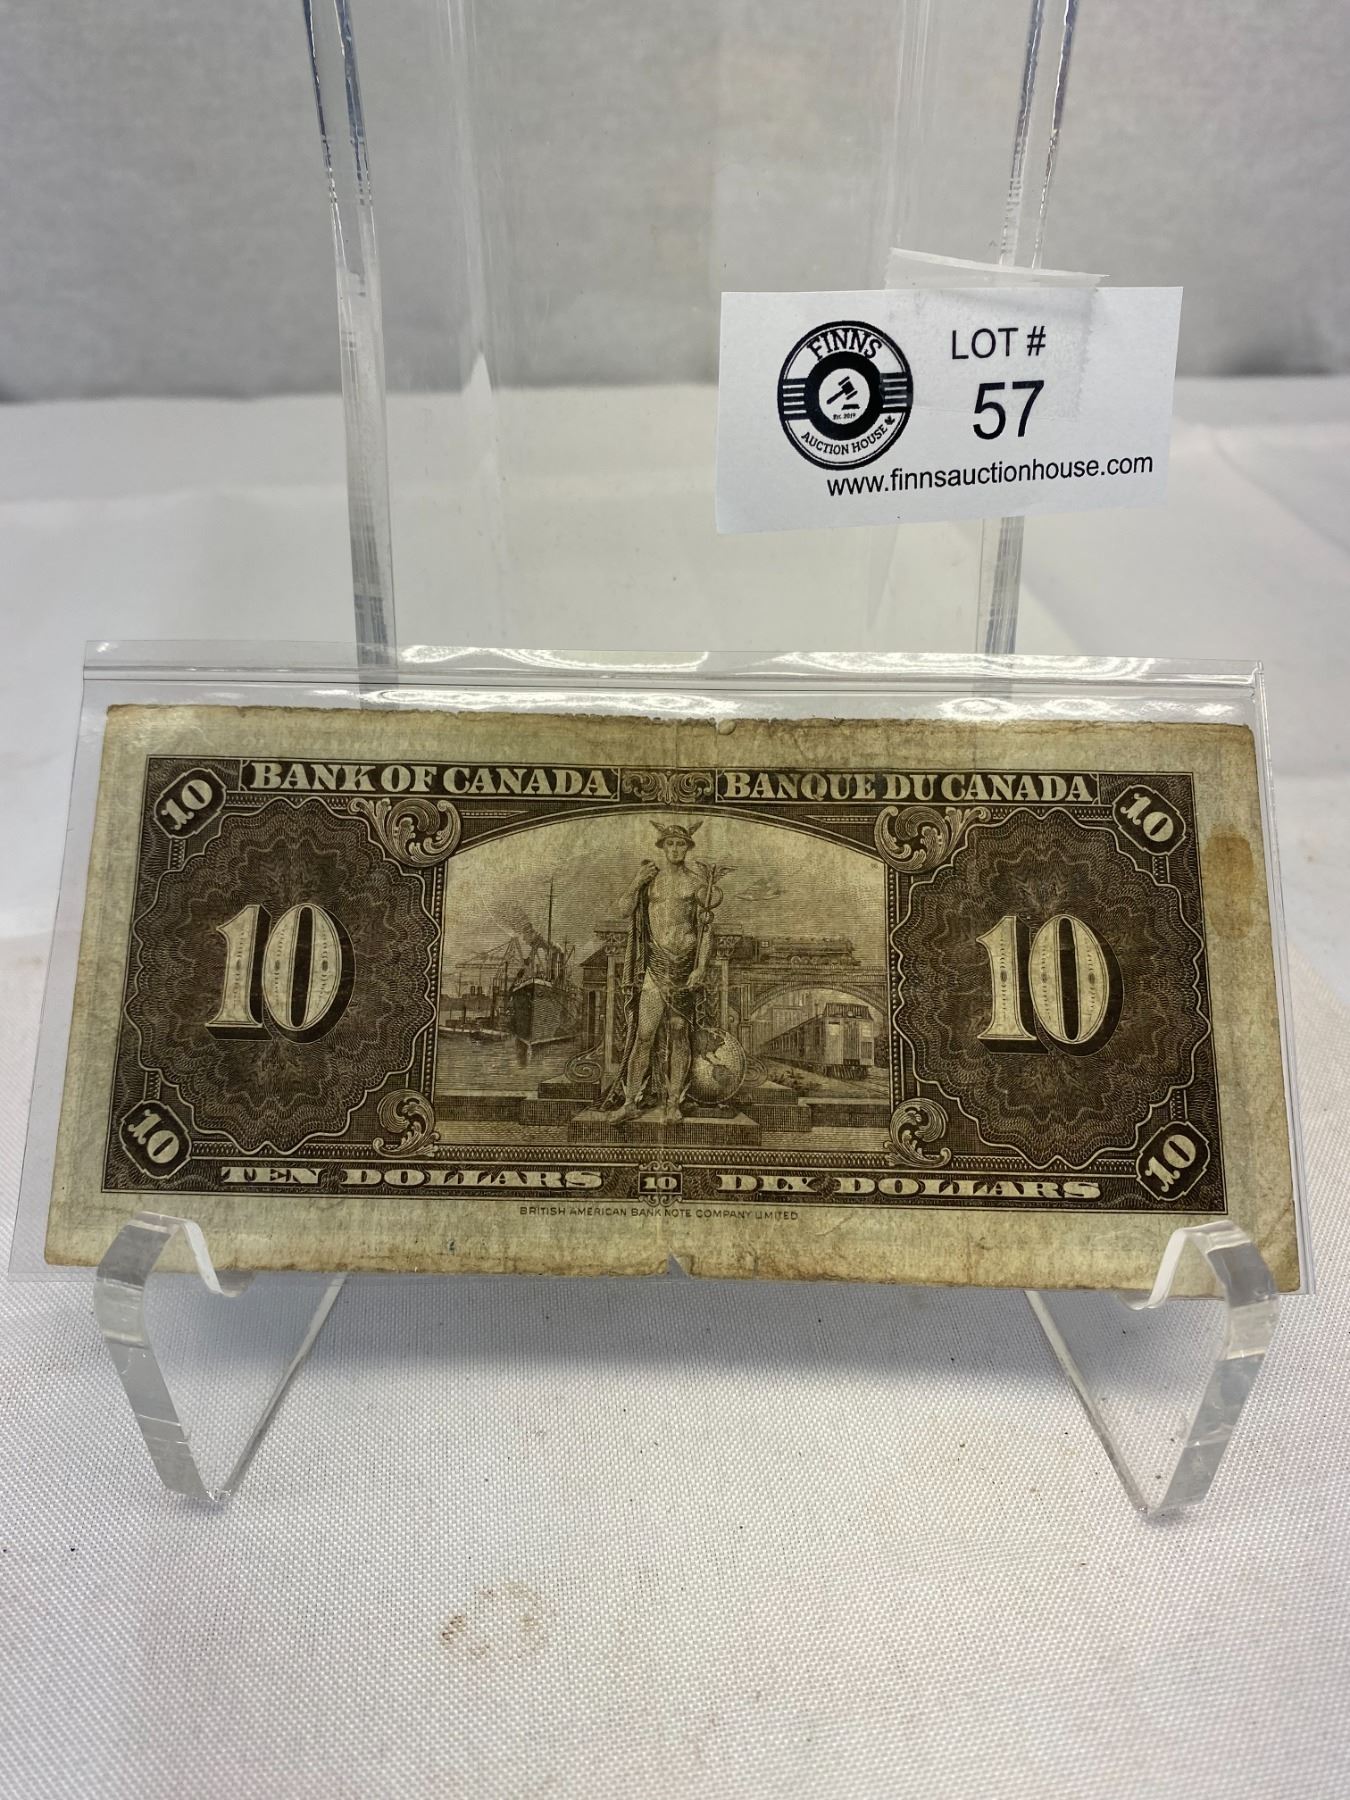 FINNS
EST. 2019
AUCTION HOUSE
LOT #
57
www.finnsauctionhouse.com
BANK OF CANADA BANQUE DU CANADA
10 10
10 10
10 10
TEN DOLLARS 10 DIX DOLLARS
BRITISH AMERICAN BANK NOTE COMPANY LIMITED